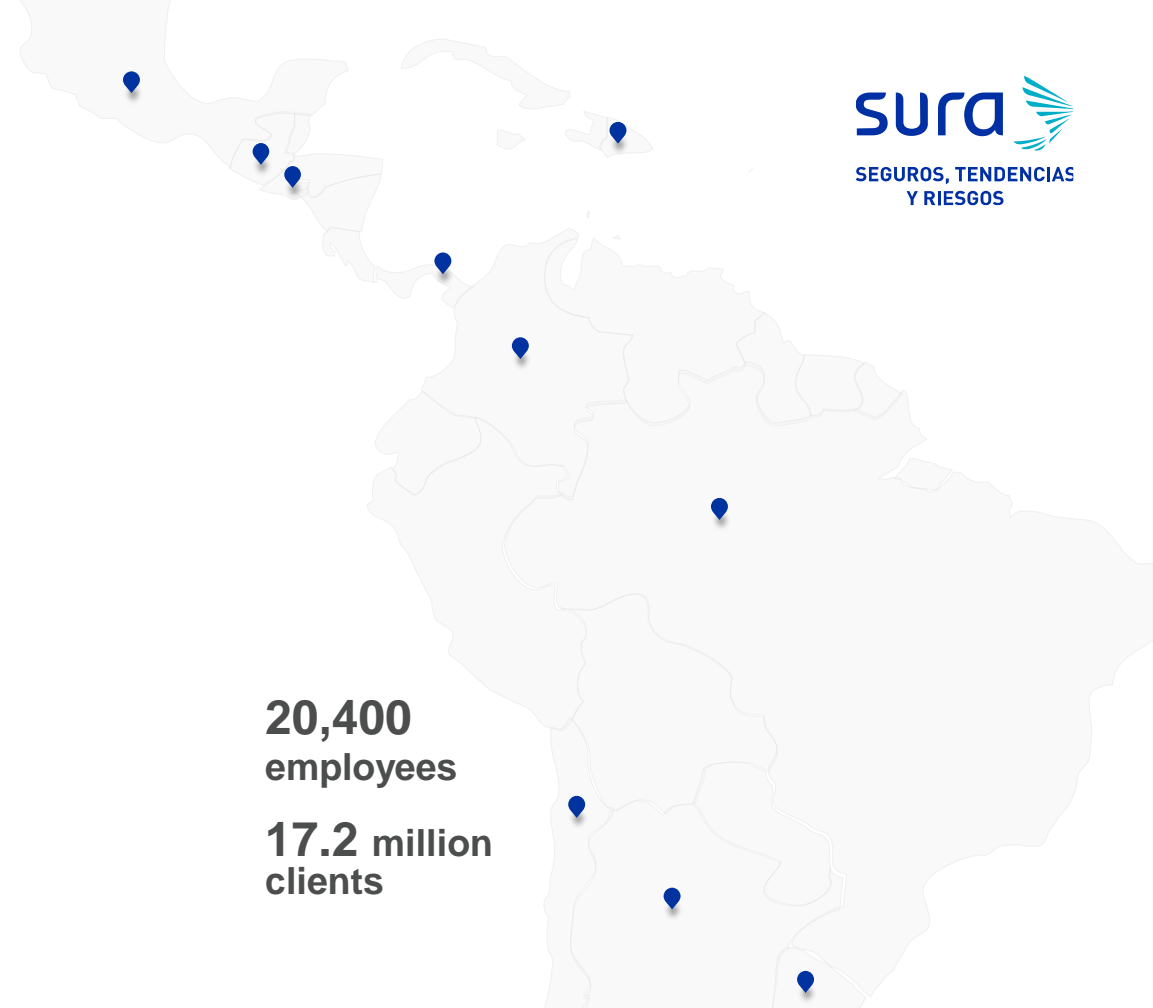 sura
SEGUROS, TENDENCIAS
Y RIESGOS
20,400
employees
17.2 million
clients